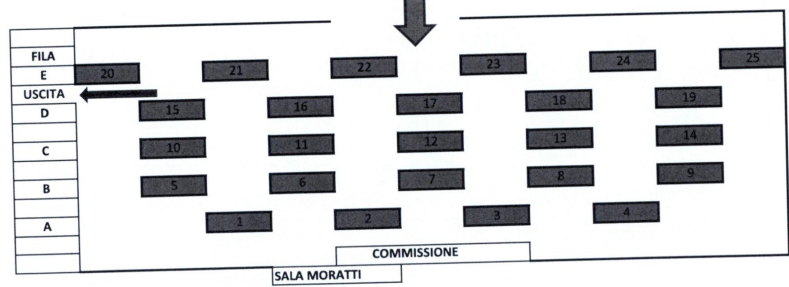 FILA
E 20 21 22 23 24 25
USCITA
D 15 16 17 18 19
C 10 11 12 13 14
B 5 6 7 8 9
A 1 2 3 4
COMMISSIONE
SALA MORATTI